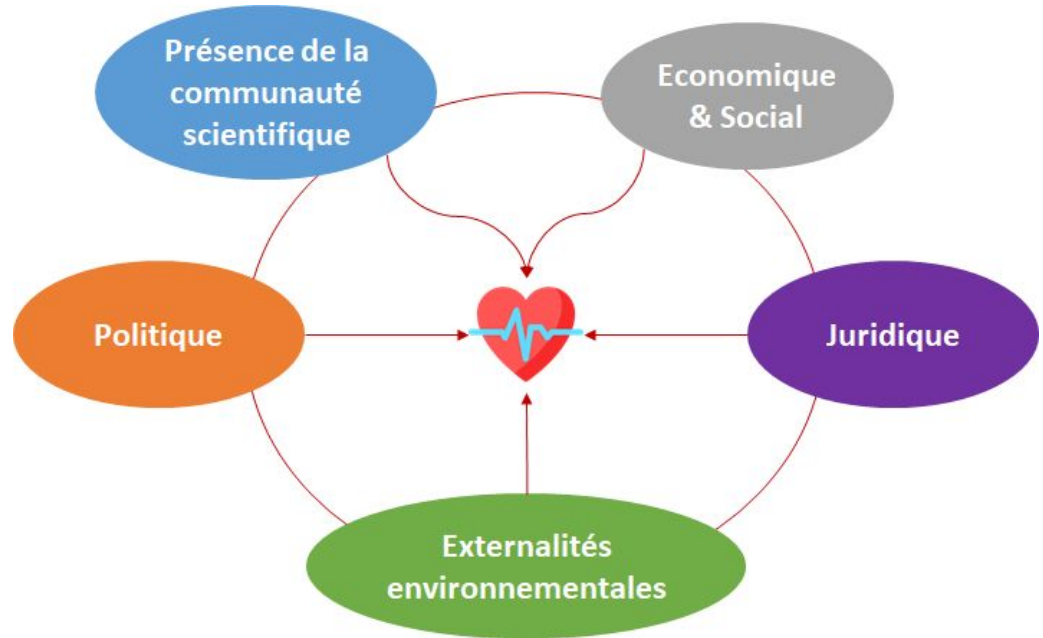 Présence de la
communauté
scientifique
Economique
& Social
Politique
Juridique
Externalités
environnementales